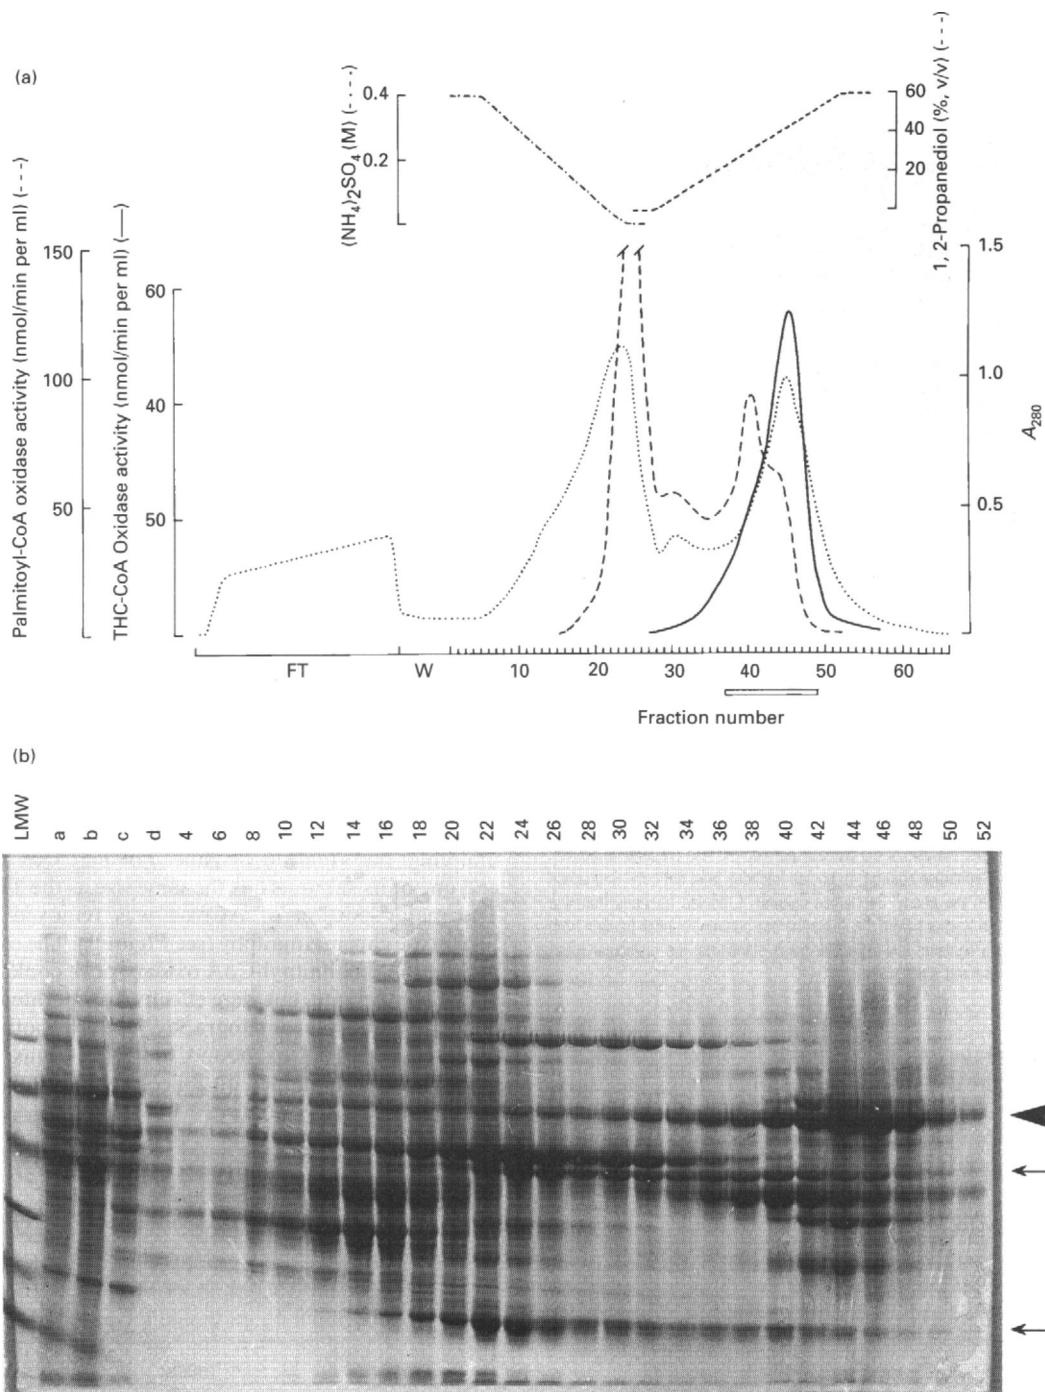 (a)
(NH4)2SO4 (M) (-·-·-)
0.4
0.2
60
40
20
1, 2-Propanediol (%, v/v) (---)
Palmitoyl-CoA oxidase activity (nmol/min per ml) (---)
150
100
50
THC-CoA Oxidase activity (nmol/min per ml) (—)
60
40
50
1.5
1.0
0.5
A280
FT W 10 20 30 40 50 60
Fraction number
(b)
LMW a b c d 4 6 8 10 12 14 16 18 20 22 24 26 28 30 32 34 36 38 40 42 44 46 48 50 52